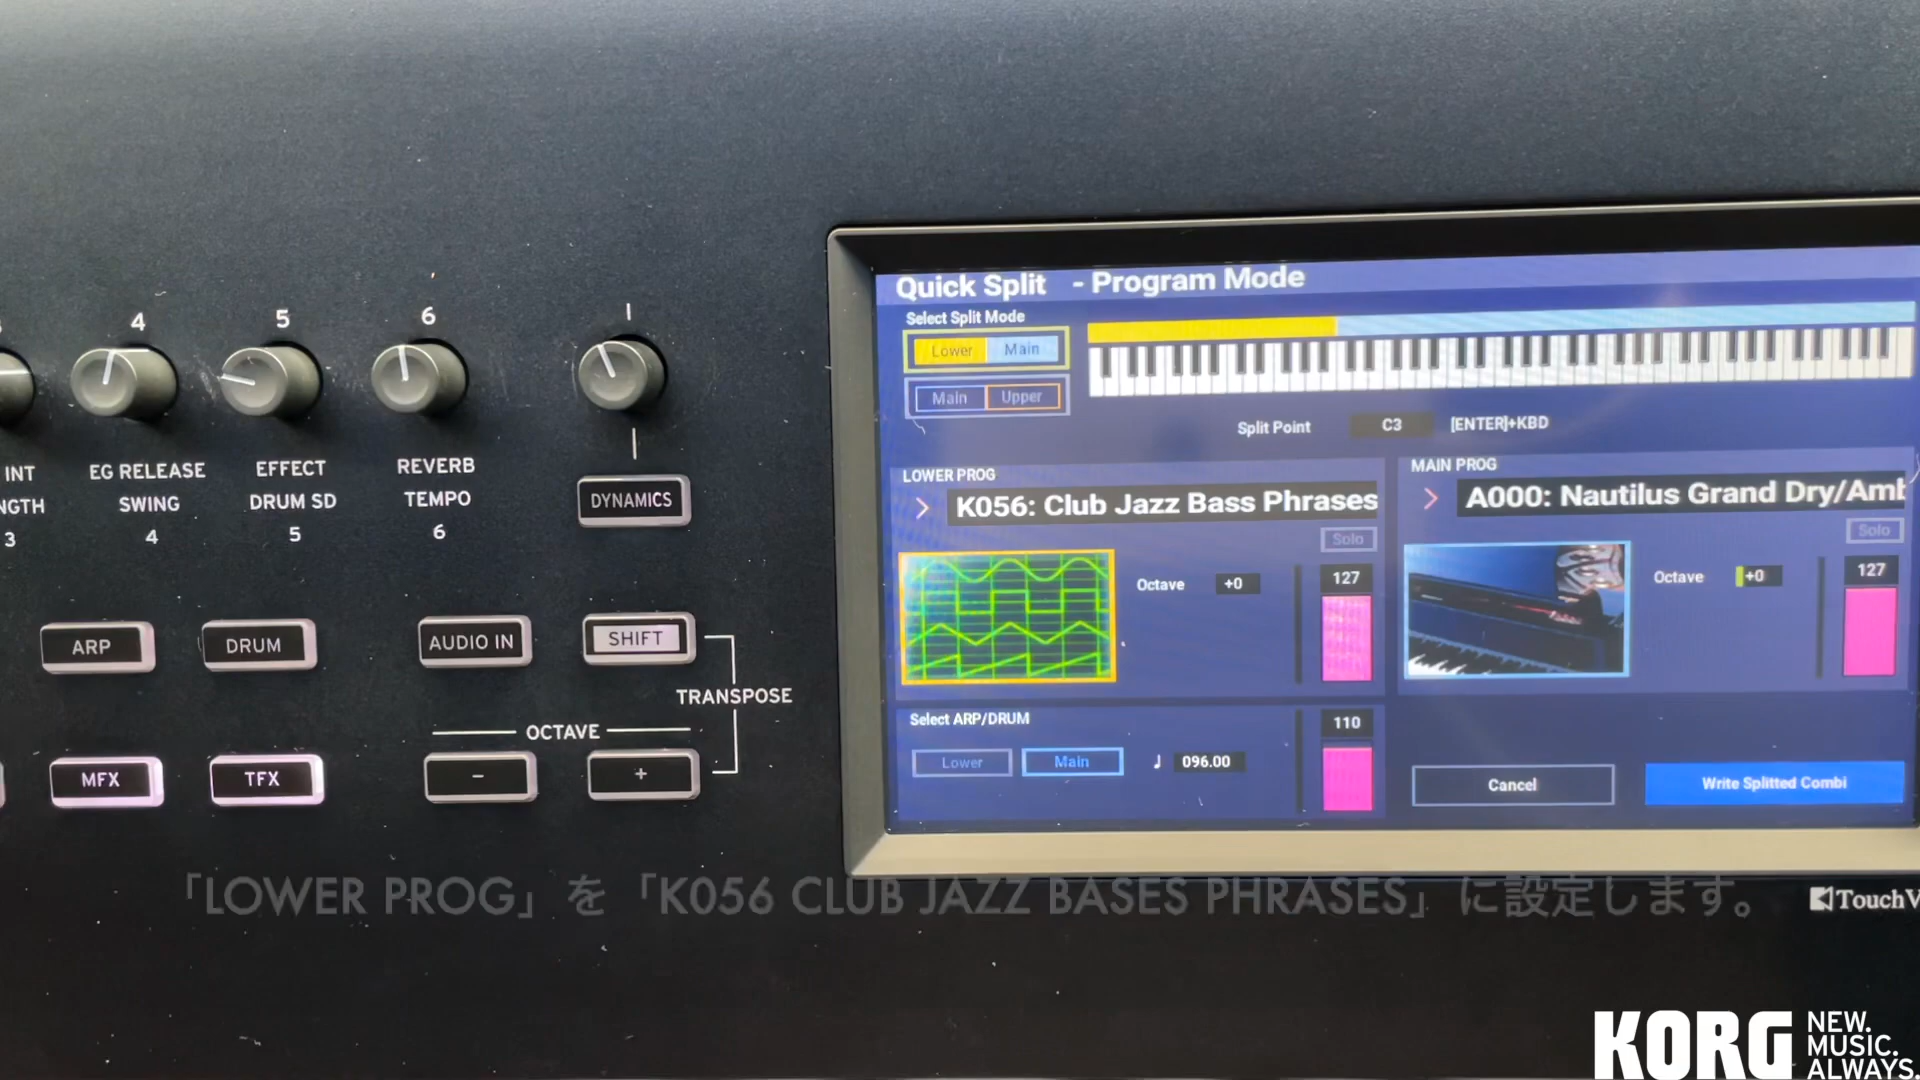 4
5
6
INT
EG RELEASE
EFFECT
REVERB
NGTH
SWING
DRUM SD
TEMPO
3
4
5
6
DYNAMICS
ARP
DRUM
AUDIO IN
SHIFT
TRANSPOSE
OCTAVE
MFX
TFX
-
+
Quick Split - Program Mode
Select Split Mode
Lower Main
Main Upper
Split Point C3 [ENTER]+KBD
LOWER PROG
K056: Club Jazz Bass Phrases
Solo
Octave +0 127
MAIN PROG
A000: Nautilus Grand Dry/Amb
Solo
Octave +0 127
Select ARP/DRUM
110
Lower Main ♩ 096.00
Cancel
Write Splitted Combi
「LOWER PROG」を「K056 CLUB JAZZ BASES PHRASES」に設定します。
TouchV
KORG
NEW.
MUSIC.
ALWAYS.